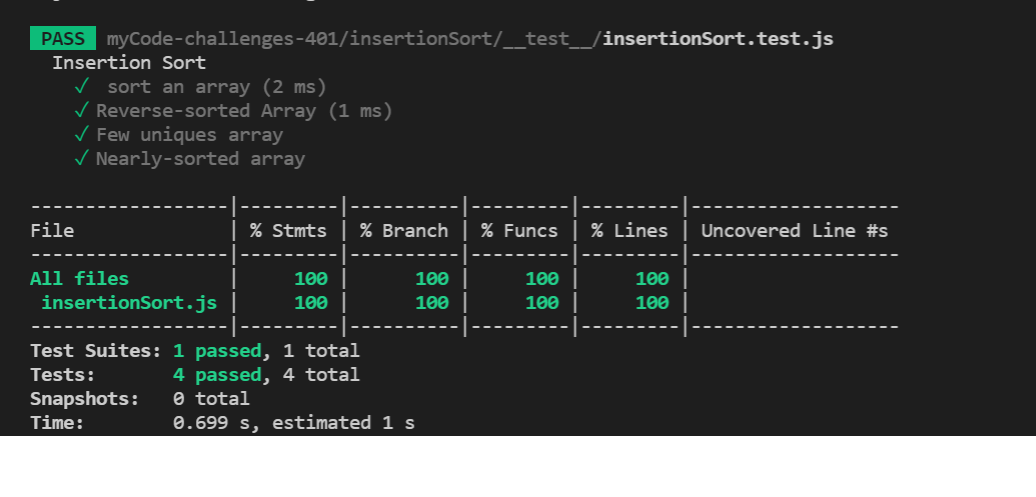 PASS myCode-challenges-401/insertionSort/__test__/insertionSort.test.js
Insertion Sort
√ sort an array (2 ms)
√ Reverse-sorted Array (1 ms)
√ Few uniques array
√ Nearly-sorted array
------------------|---------|----------|---------|---------|-------------------
File | % Stmts | % Branch | % Funcs | % Lines | Uncovered Line #s
------------------|---------|----------|---------|---------|-------------------
All files | 100 | 100 | 100 | 100 |
insertionSort.js | 100 | 100 | 100 | 100 |
------------------|---------|----------|---------|---------|-------------------
Test Suites: 1 passed, 1 total
Tests: 4 passed, 4 total
Snapshots: 0 total
Time: 0.699 s, estimated 1 s